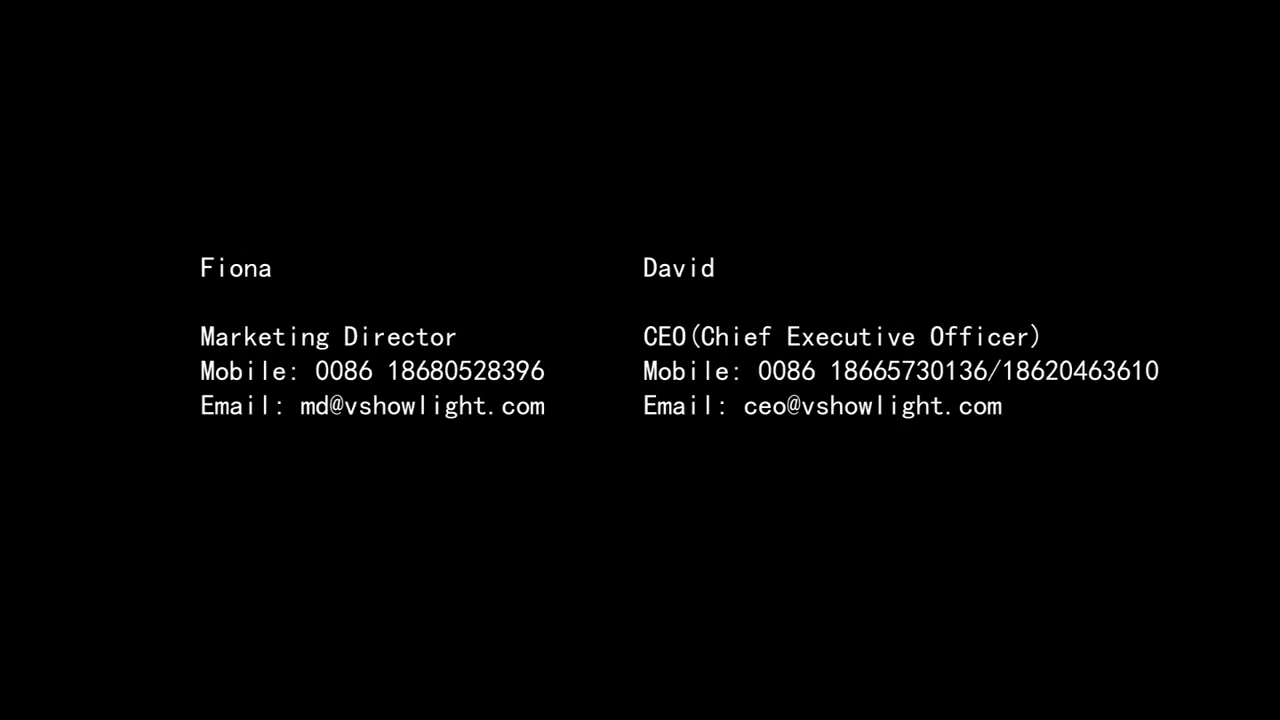 Fiona
Marketing Director
Mobile: 0086 18680528396
Email: md@vshowlight.com
David
CEO(Chief Executive Officer)
Mobile: 0086 18665730136/18620463610
Email: ceo@vshowlight.com